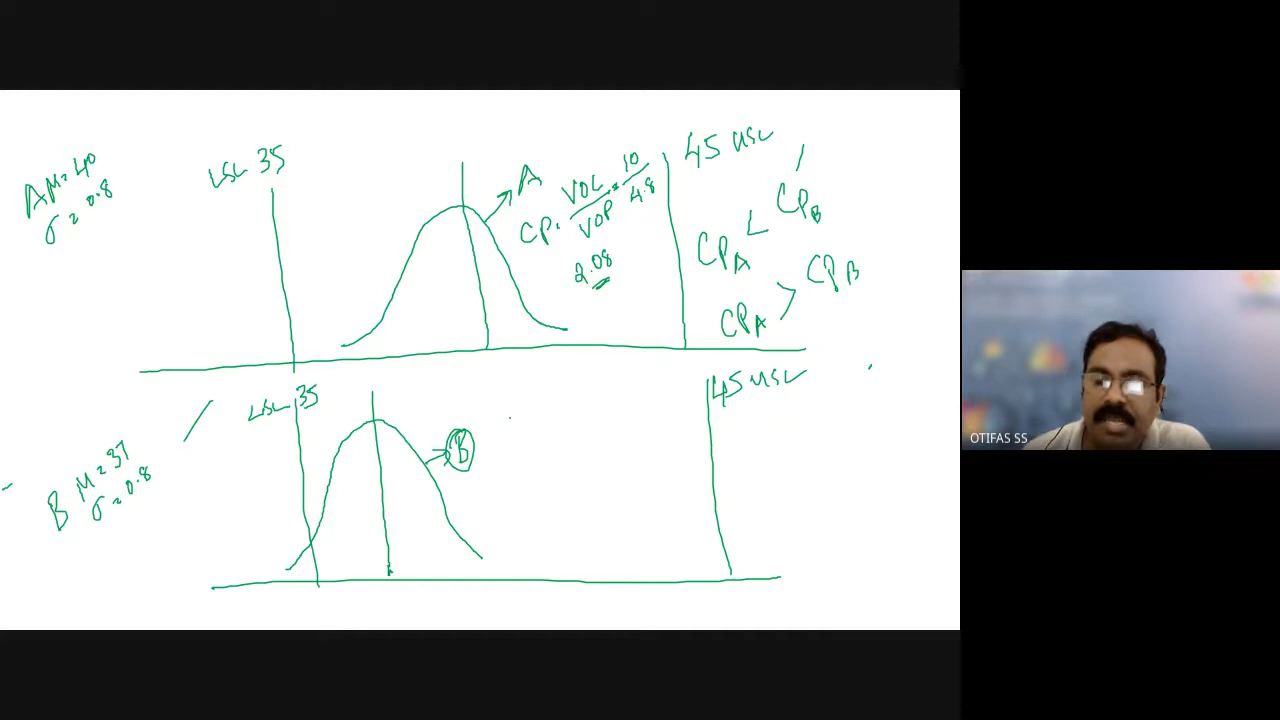 A μ = 40
σ = 0.8
LSL 35
A
CP = VOC/VOP = 10/4.8
2.08
45 USL
CPA < CPB
CPA > CPB
B μ = 37
σ = 0.8
LSL 35
B
45 USL
OTIFAS SS